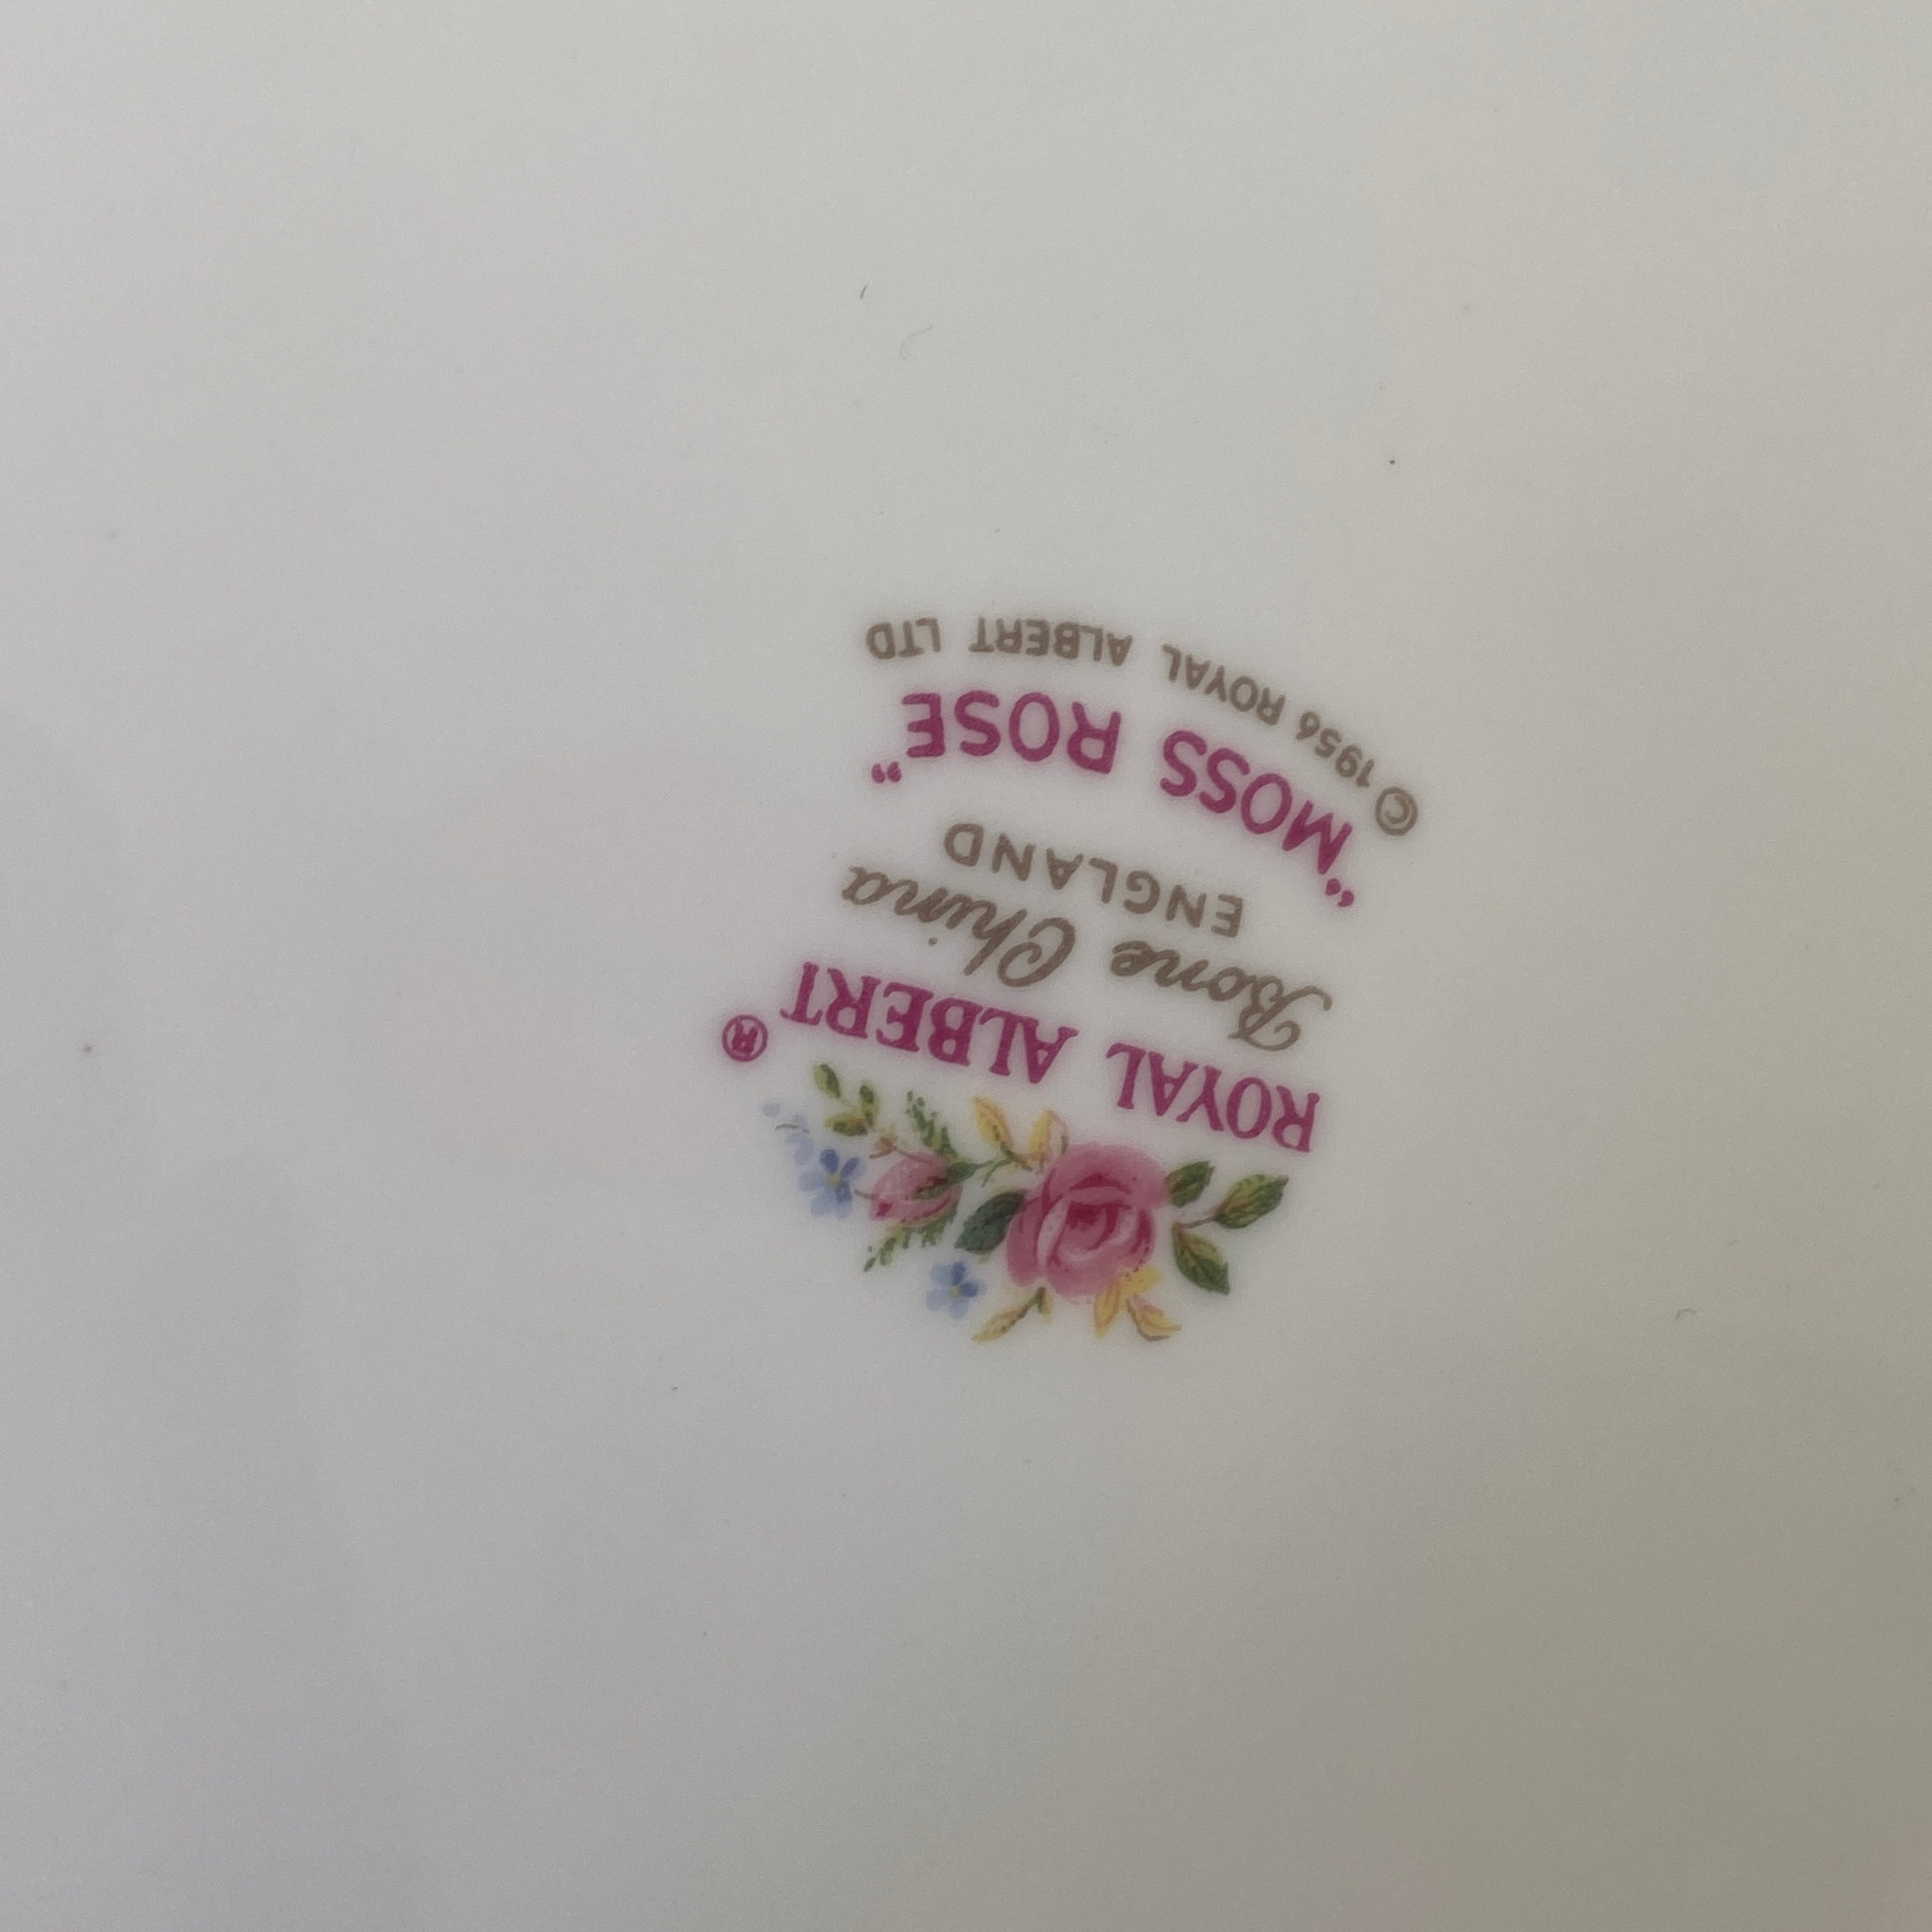 ROYAL ALBERT ®
Bone China
ENGLAND
“MOSS ROSE”
© 1956 ROYAL ALBERT LTD